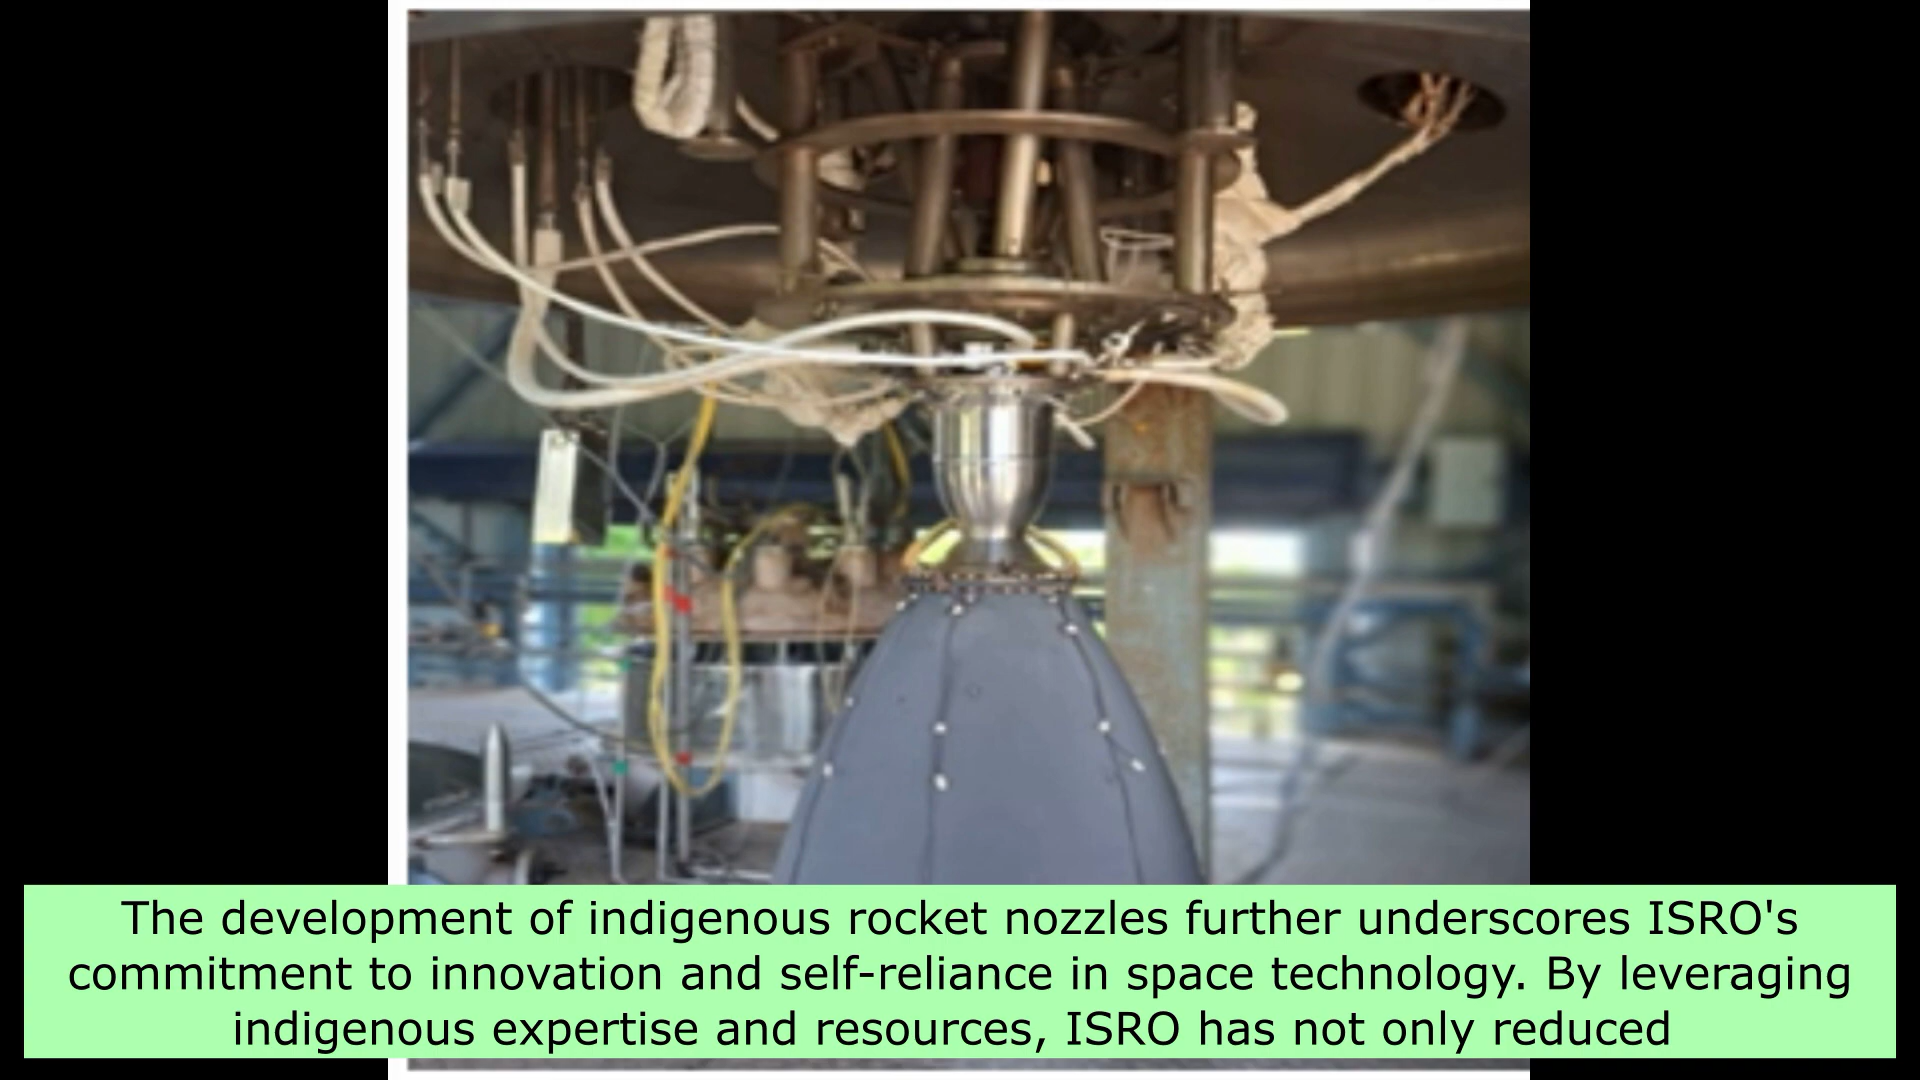 The development of indigenous rocket nozzles further underscores ISRO's
commitment to innovation and self-reliance in space technology. By leveraging
indigenous expertise and resources, ISRO has not only reduced